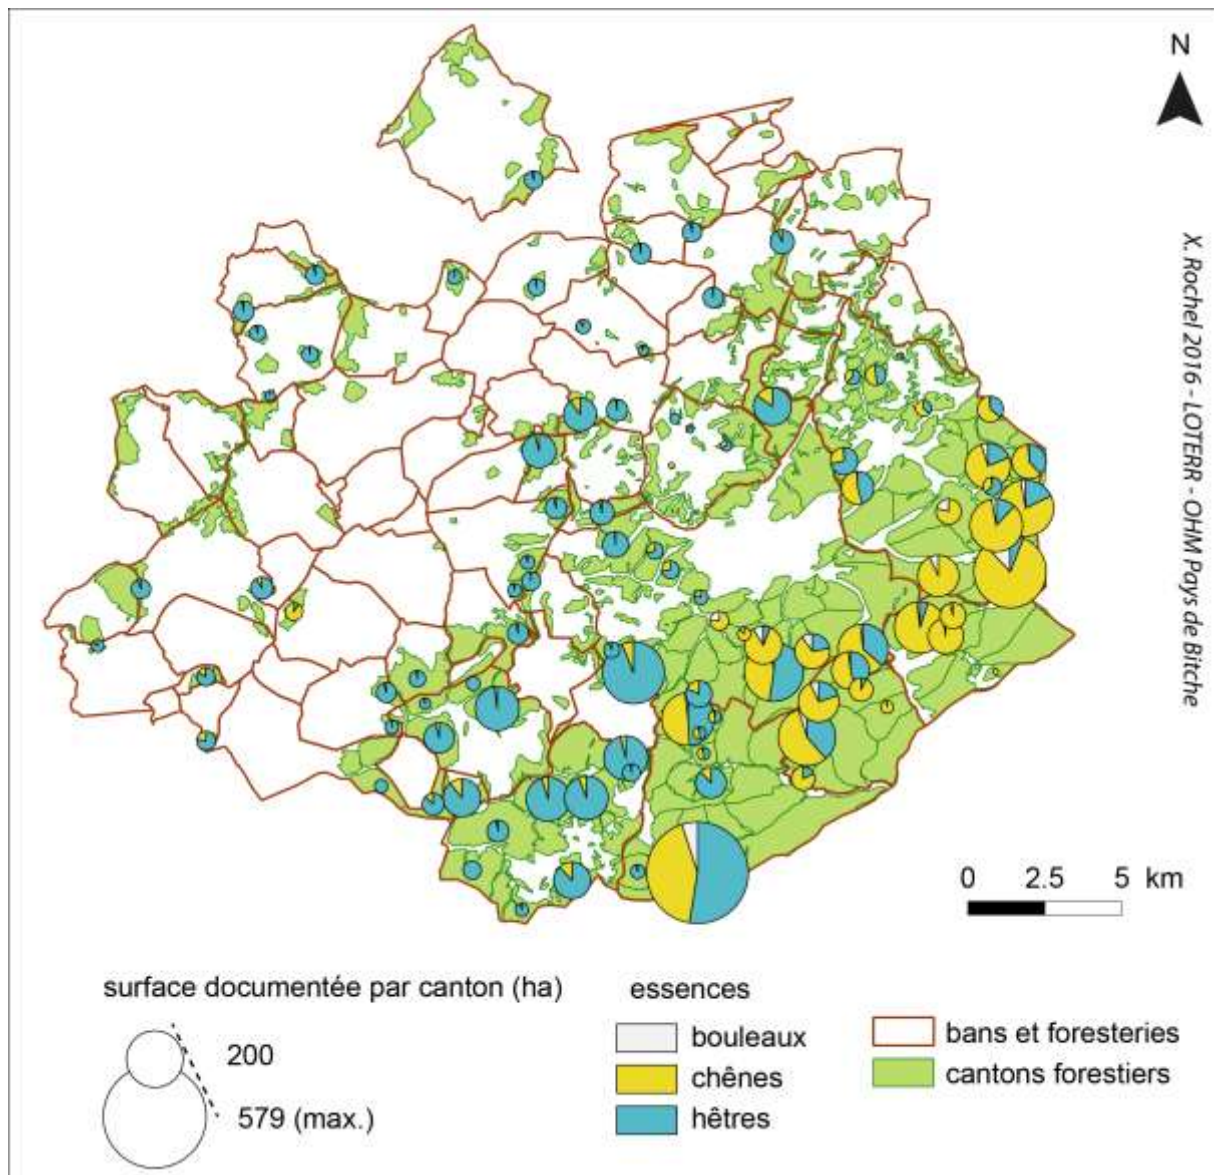 N
X. Rochel 2016 - LOTERR - OHM Pays de Bitche
0 2.5 5 km
surface documentée par canton (ha)
200
579 (max.)
essences
bouleaux
chênes
hêtres
bans et foresteries
cantons forestiers